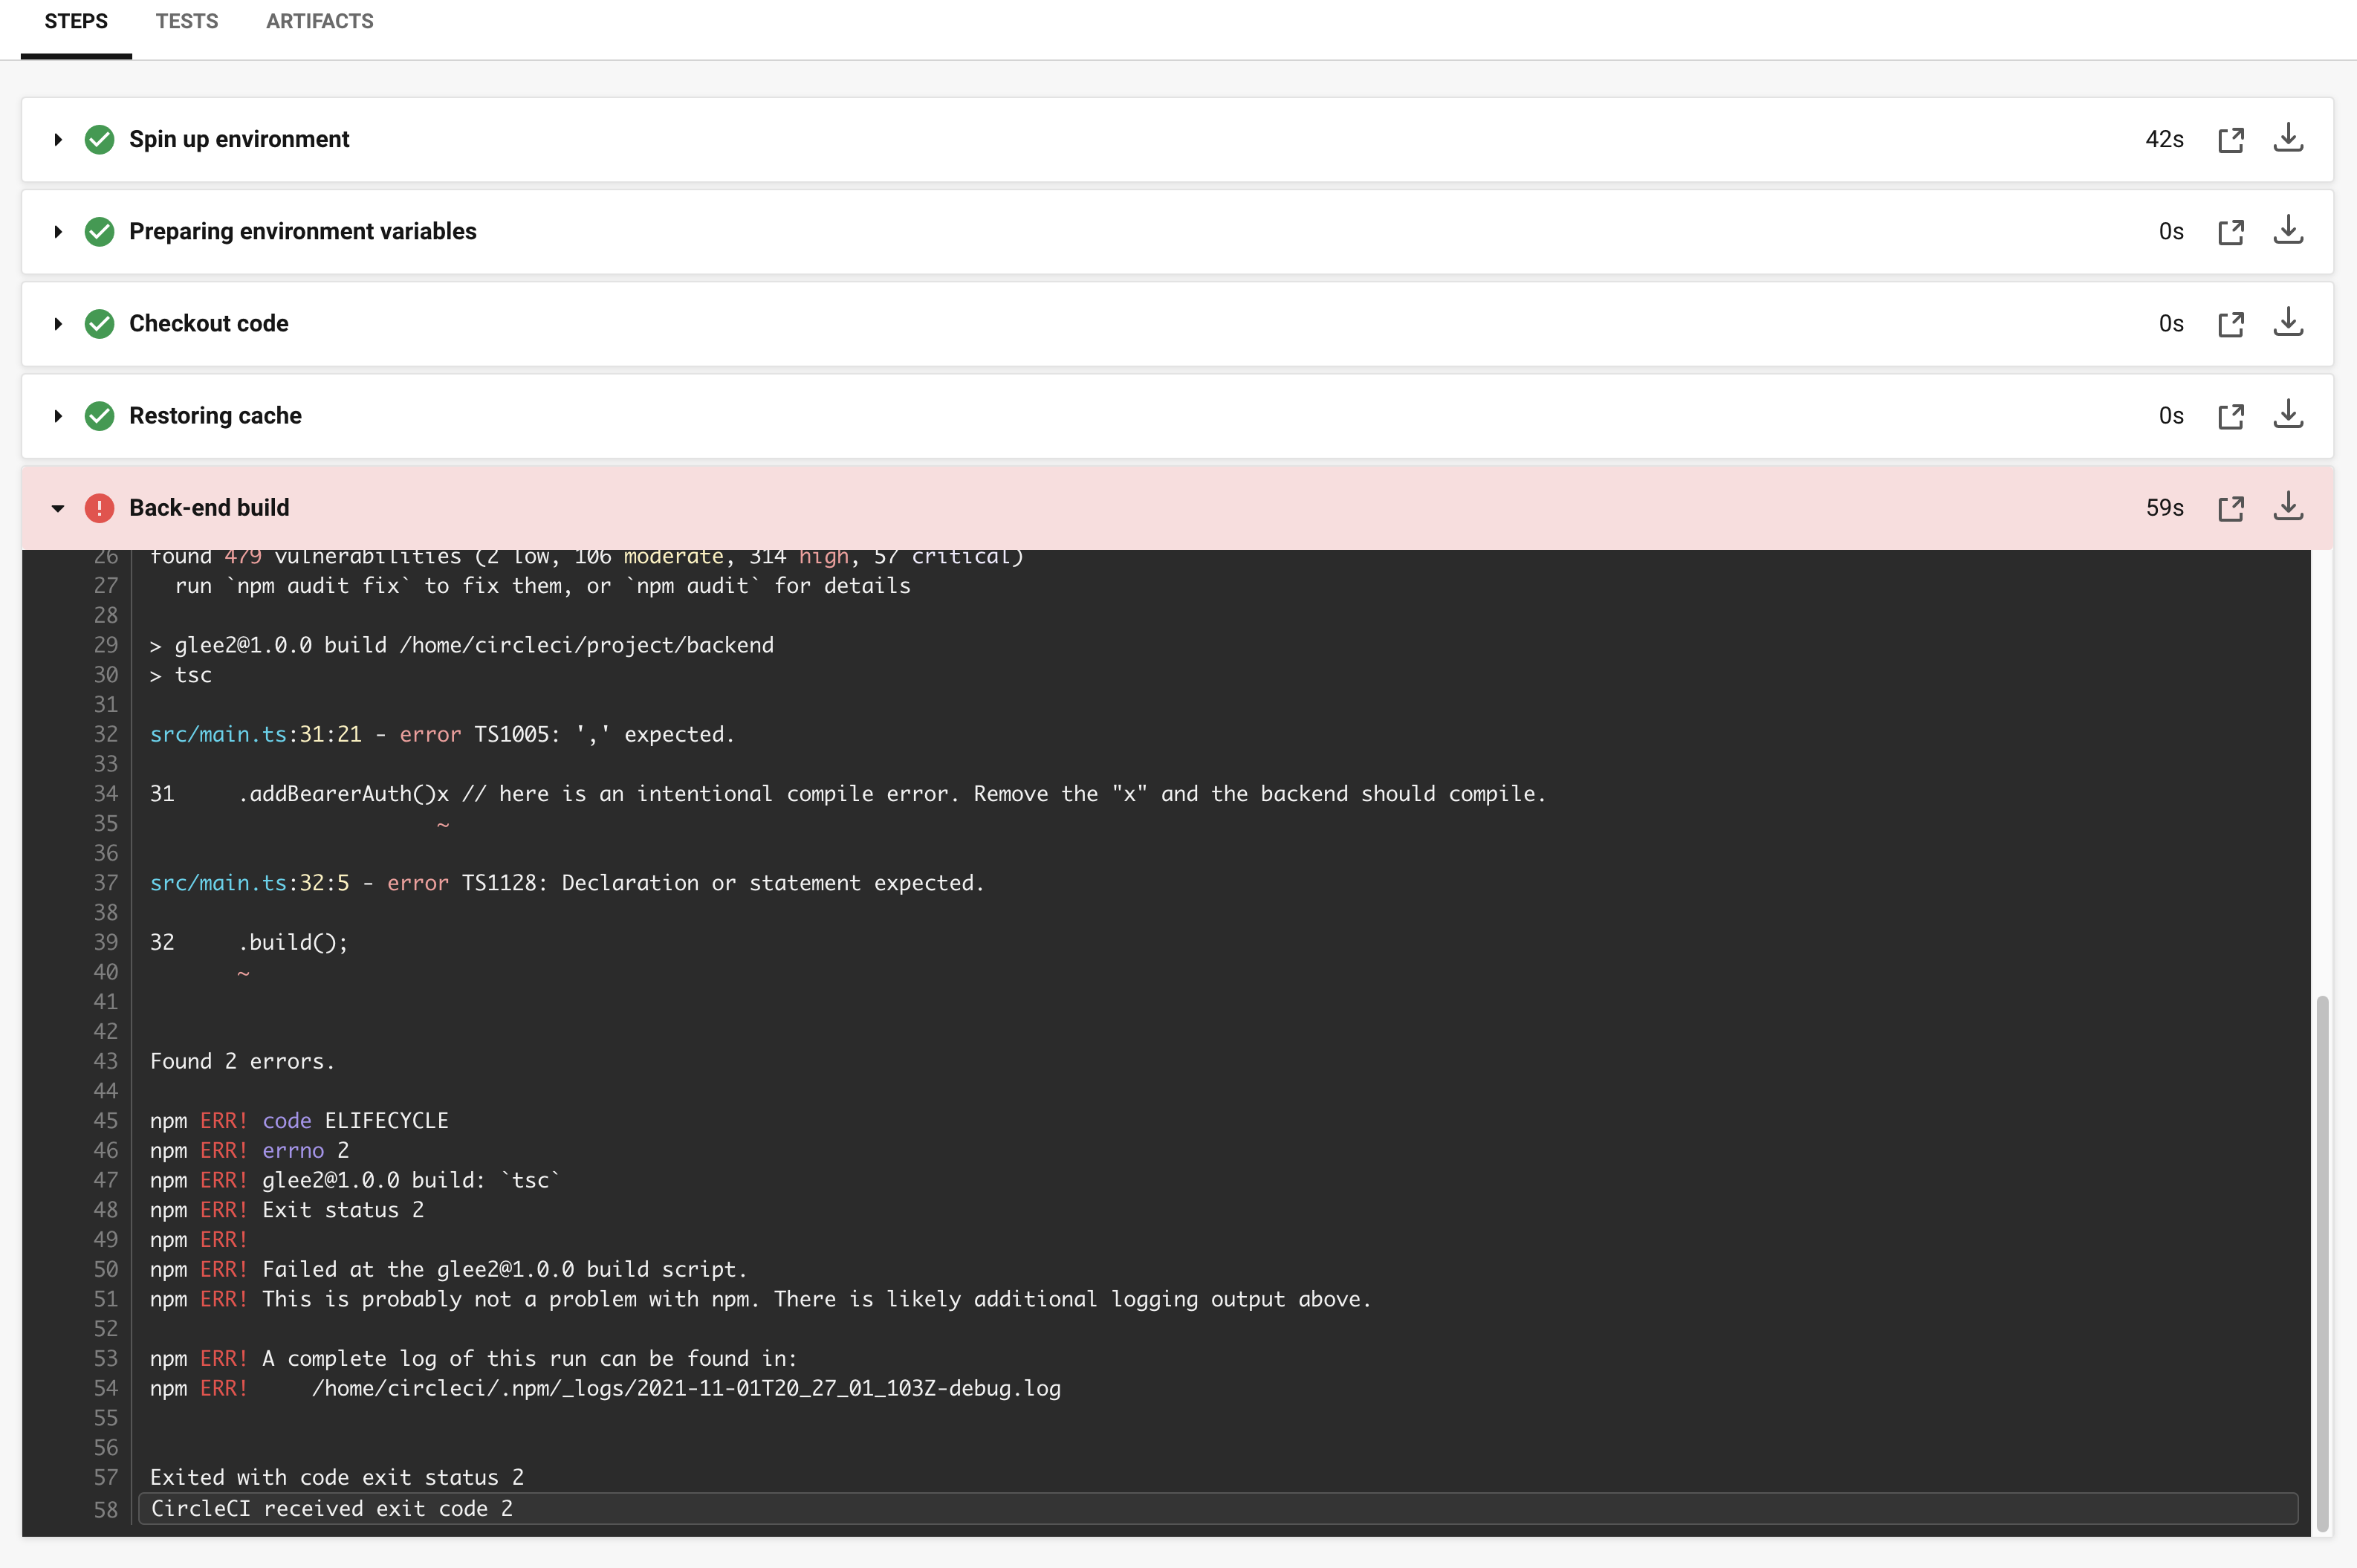 STEPS TESTS ARTIFACTS
Spin up environment 42s
Preparing environment variables 0s
Checkout code 0s
Restoring cache 0s
Back-end build 59s
26 found 479 vulnerabilities (2 low, 106 moderate, 314 high, 57 critical)
27   run `npm audit fix` to fix them, or `npm audit` for details
28
29 > glee2@1.0.0 build /home/circleci/project/backend
30 > tsc
31
32 src/main.ts:31:21 - error TS1005: ',' expected.
33
34 31     .addBearerAuth()x // here is an intentional compile error. Remove the "x" and the backend should compile.
35                        ~
36
37 src/main.ts:32:5 - error TS1128: Declaration or statement expected.
38
39 32     .build();
40        ~
41
42
43 Found 2 errors.
44
45 npm ERR! code ELIFECYCLE
46 npm ERR! errno 2
47 npm ERR! glee2@1.0.0 build: `tsc`
48 npm ERR! Exit status 2
49 npm ERR!
50 npm ERR! Failed at the glee2@1.0.0 build script.
51 npm ERR! This is probably not a problem with npm. There is likely additional logging output above.
52
53 npm ERR! A complete log of this run can be found in:
54 npm ERR!     /home/circleci/.npm/_logs/2021-11-01T20_27_01_103Z-debug.log
55
56
57 Exited with code exit status 2
58 CircleCI received exit code 2